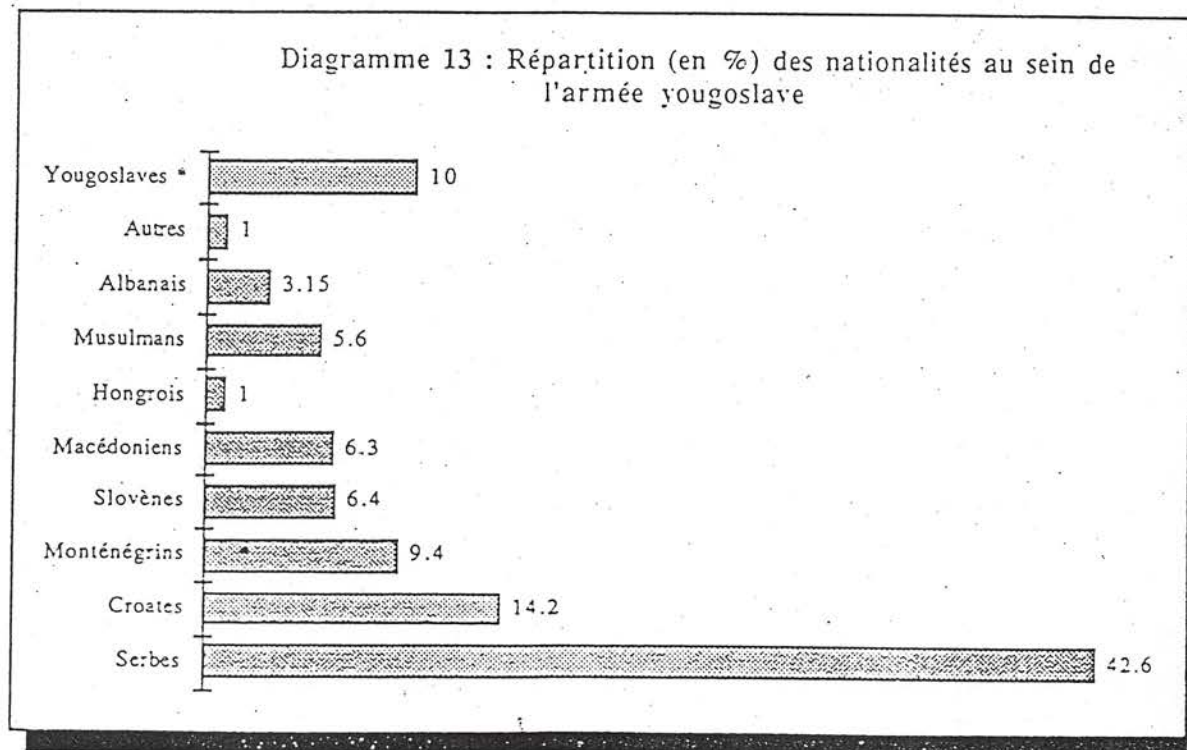 Diagramme 13 : Répartition (en %) des nationalités au sein de
l'armée yougoslave
Yougoslaves * 10
Autres 1
Albanais 3.15
Musulmans 5.6
Hongrois 1
Macédoniens 6.3
Slovènes 6.4
Monténégrins 9.4
Croates 14.2
Serbes 42.6